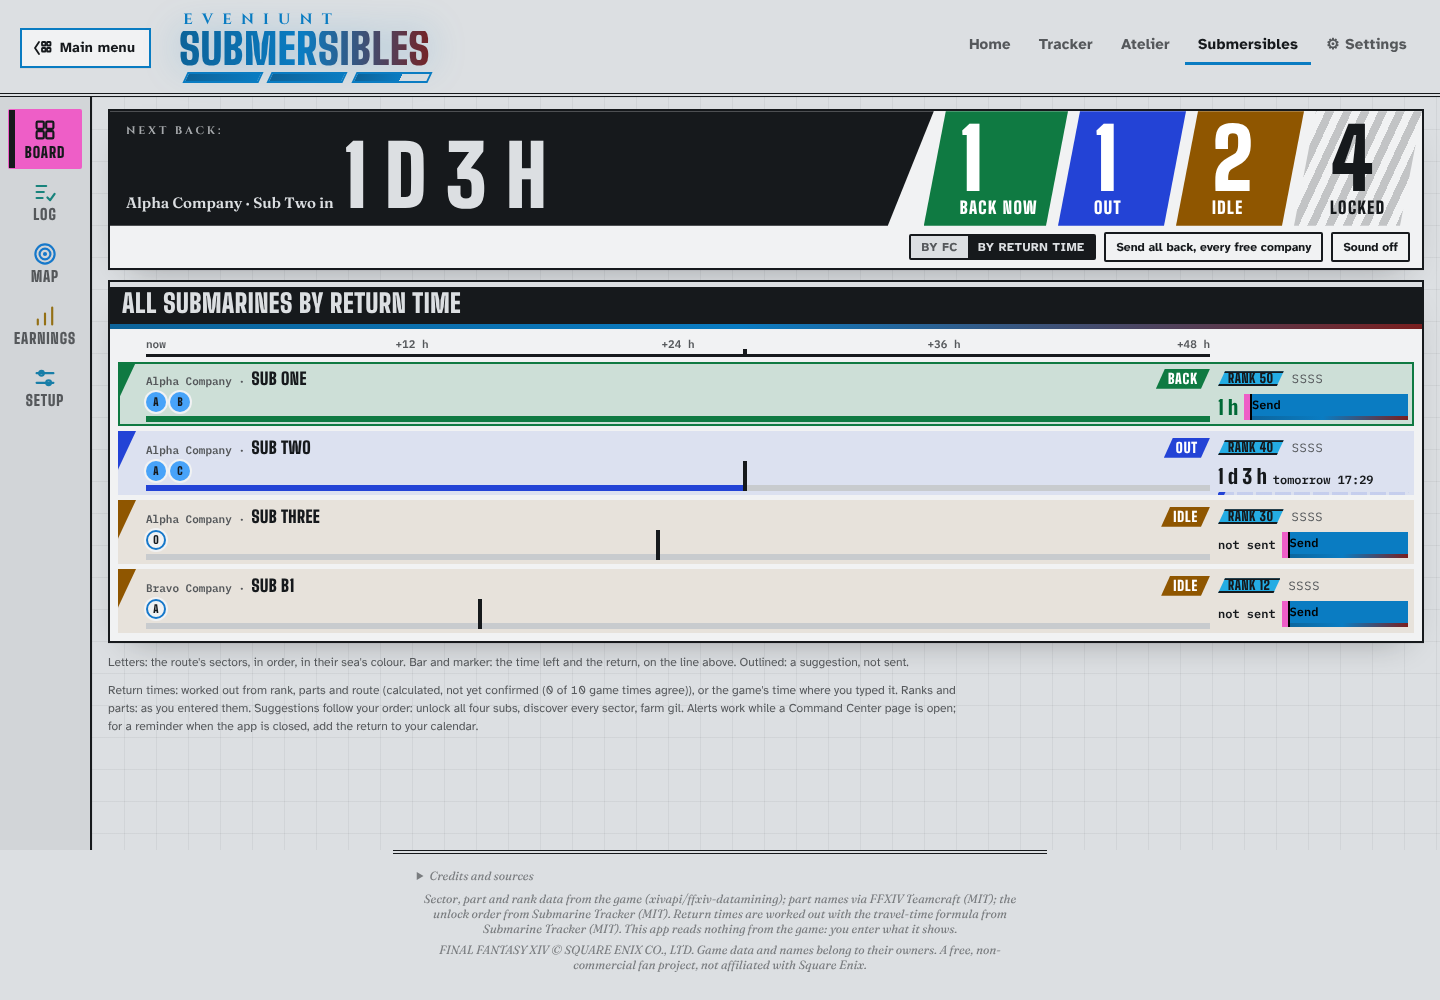 Main menu
EVENIUNT
SUBMERSIBLES
Home
Tracker
Atelier
Submersibles
Settings
BOARD
LOG
MAP
EARNINGS
SETUP
NEXT BACK:
Alpha Company · Sub Two in
1D3H
1
BACK NOW
1
OUT
2
IDLE
4
LOCKED
BY FC
BY RETURN TIME
Send all back, every free company
Sound off
ALL SUBMARINES BY RETURN TIME
now
+12 h
+24 h
+36 h
+48 h
Alpha Company · SUB ONE
BACK
RANK 50
SSSS
A
B
1 h
Send
Alpha Company · SUB TWO
OUT
RANK 40
SSSS
A
C
1 d 3 h tomorrow 17:29
Alpha Company · SUB THREE
IDLE
RANK 30
SSSS
O
not sent
Send
Bravo Company · SUB B1
IDLE
RANK 12
SSSS
A
not sent
Send
Letters: the route's sectors, in order, in their sea's colour. Bar and marker: the time left and the return, on the line above. Outlined: a suggestion, not sent.
Return times: worked out from rank, parts and route (calculated, not yet confirmed (0 of 10 game times agree)), or the game's time where you typed it. Ranks and
parts: as you entered them. Suggestions follow your order: unlock all four subs, discover every sector, farm gil. Alerts work while a Command Center page is open;
for a reminder when the app is closed, add the return to your calendar.
Credits and sources
Sector, part and rank data from the game (xivapi/ffxiv-datamining); part names via FFXIV Teamcraft (MIT); the
unlock order from Submarine Tracker (MIT). Return times are worked out with the travel-time formula from
Submarine Tracker (MIT). This app reads nothing from the game: you enter what it shows.
FINAL FANTASY XIV © SQUARE ENIX CO., LTD. Game data and names belong to their owners. A free, non-
commercial fan project, not affiliated with Square Enix.